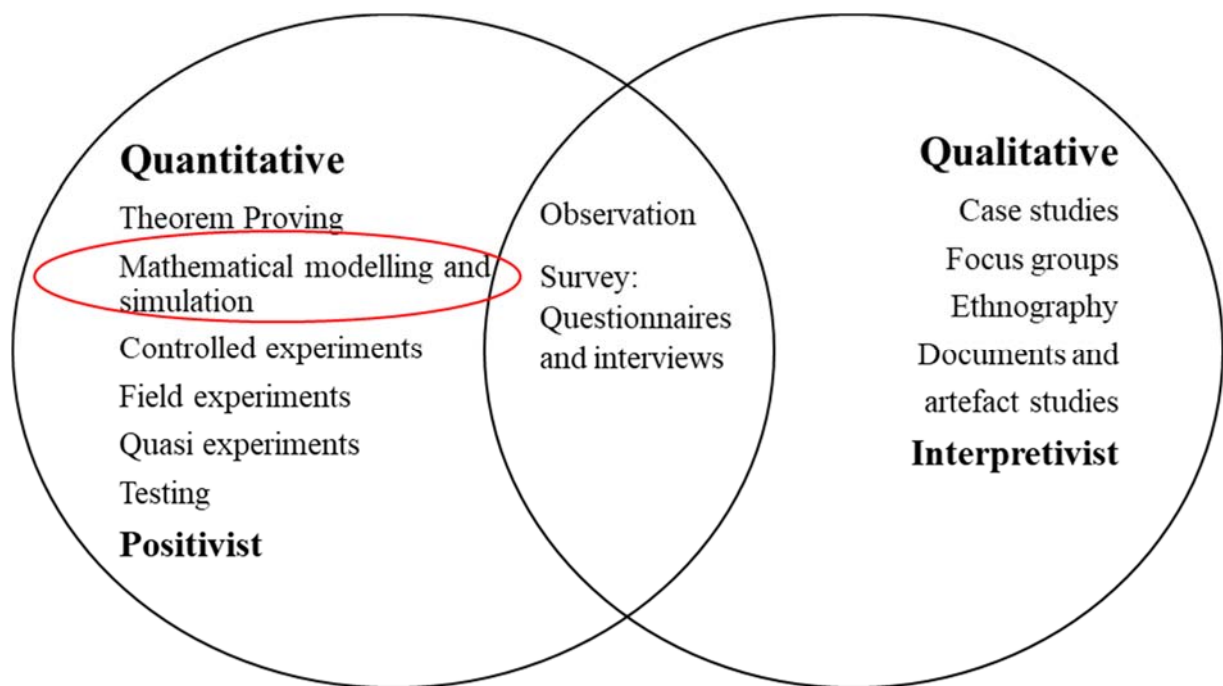 Quantitative
Theorem Proving
Mathematical modelling and
simulation
Controlled experiments
Field experiments
Quasi experiments
Testing
Positivist
Observation
Survey:
Questionnaires
and interviews
Qualitative
Case studies
Focus groups
Ethnography
Documents and
artefact studies
Interpretivist